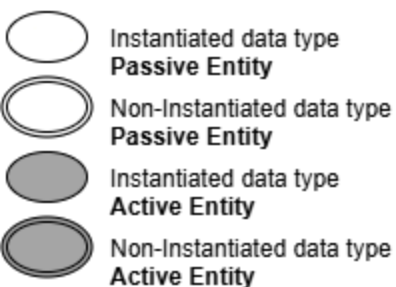 Instantiated data type
Passive Entity
Non-Instantiated data type
Passive Entity
Instantiated data type
Active Entity
Non-Instantiated data type
Active Entity